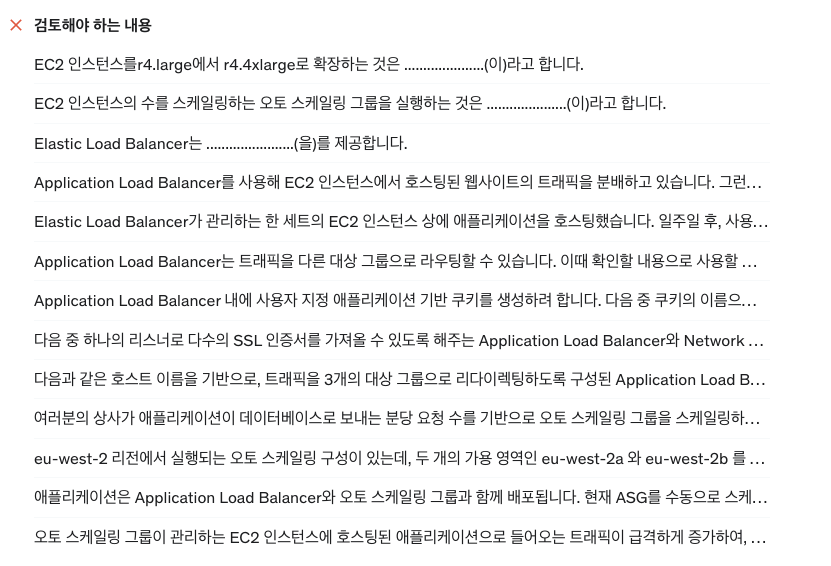 검토해야 하는 내용
EC2 인스턴스를r4.large에서 r4.4xlarge로 확장하는 것은 .....................(이)라고 합니다.
EC2 인스턴스의 수를 스케일링하는 오토 스케일링 그룹을 실행하는 것은 .....................(이)라고 합니다.
Elastic Load Balancer는 .......................(을)를 제공합니다.
Application Load Balancer를 사용해 EC2 인스턴스에서 호스팅된 웹사이트의 트래픽을 분배하고 있습니다. 그런...
Elastic Load Balancer가 관리하는 한 세트의 EC2 인스턴스 상에 애플리케이션을 호스팅했습니다. 일주일 후, 사용...
Application Load Balancer는 트래픽을 다른 대상 그룹으로 라우팅할 수 있습니다. 이때 확인할 내용으로 사용할 ...
Application Load Balancer 내에 사용자 지정 애플리케이션 기반 쿠키를 생성하려 합니다. 다음 중 쿠키의 이름으...
다음 중 하나의 리스너로 다수의 SSL 인증서를 가져올 수 있도록 해주는 Application Load Balancer와 Network ...
다음과 같은 호스트 이름을 기반으로, 트래픽을 3개의 대상 그룹으로 리다이렉팅하도록 구성된 Application Load B...
여러분의 상사가 애플리케이션이 데이터베이스로 보내는 분당 요청 수를 기반으로 오토 스케일링 그룹을 스케일링하...
eu-west-2 리전에서 실행되는 오토 스케일링 구성이 있는데, 두 개의 가용 영역인 eu-west-2a 와 eu-west-2b 를 ...
애플리케이션은 Application Load Balancer와 오토 스케일링 그룹과 함께 배포됩니다. 현재 ASG를 수동으로 스케...
오토 스케일링 그룹이 관리하는 EC2 인스턴스에 호스팅된 애플리케이션으로 들어오는 트래픽이 급격하게 증가하여, ...